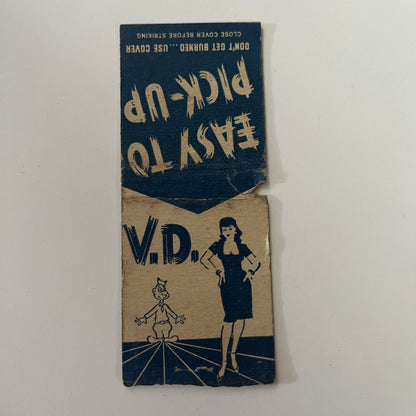 DON'T GET BURNED... USE COVER
CLOSE COVER BEFORE STRIKING
EASY TO
PICK-UP
V.D.